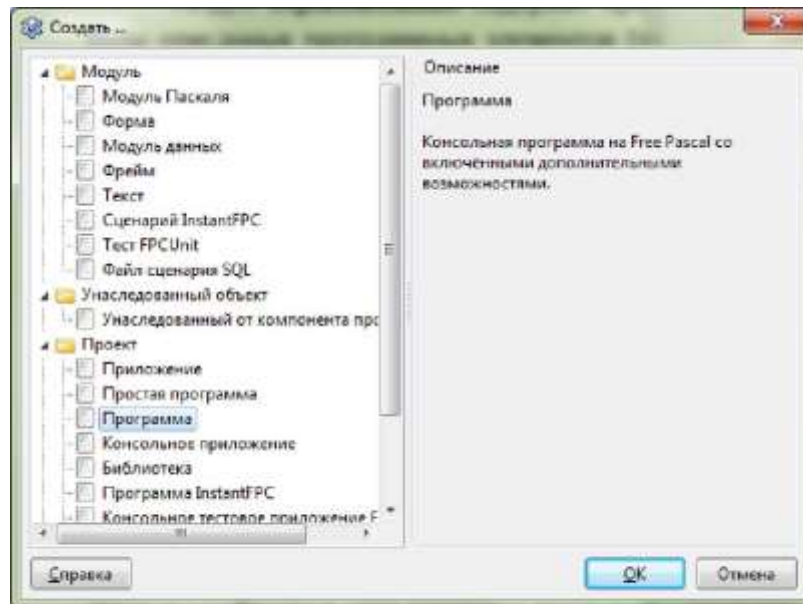 Создать ...
Модуль
Модуль Паскаля
Форма
Модуль данных
Фрейм
Текст
Сценарий InstantFPC
Тест FPCUnit
Файл сценария SQL
Унаследованный объект
Унаследованный от компонента про
Проект
Приложение
Простая программа
Программа
Консольное приложение
Библиотека
Программа InstantFPC
Консольное тестовое приложение F
Описание
Программа
Консольная программа на Free Pascal со
включёнными дополнительными
возможностями.
Справка
OK
Отмена